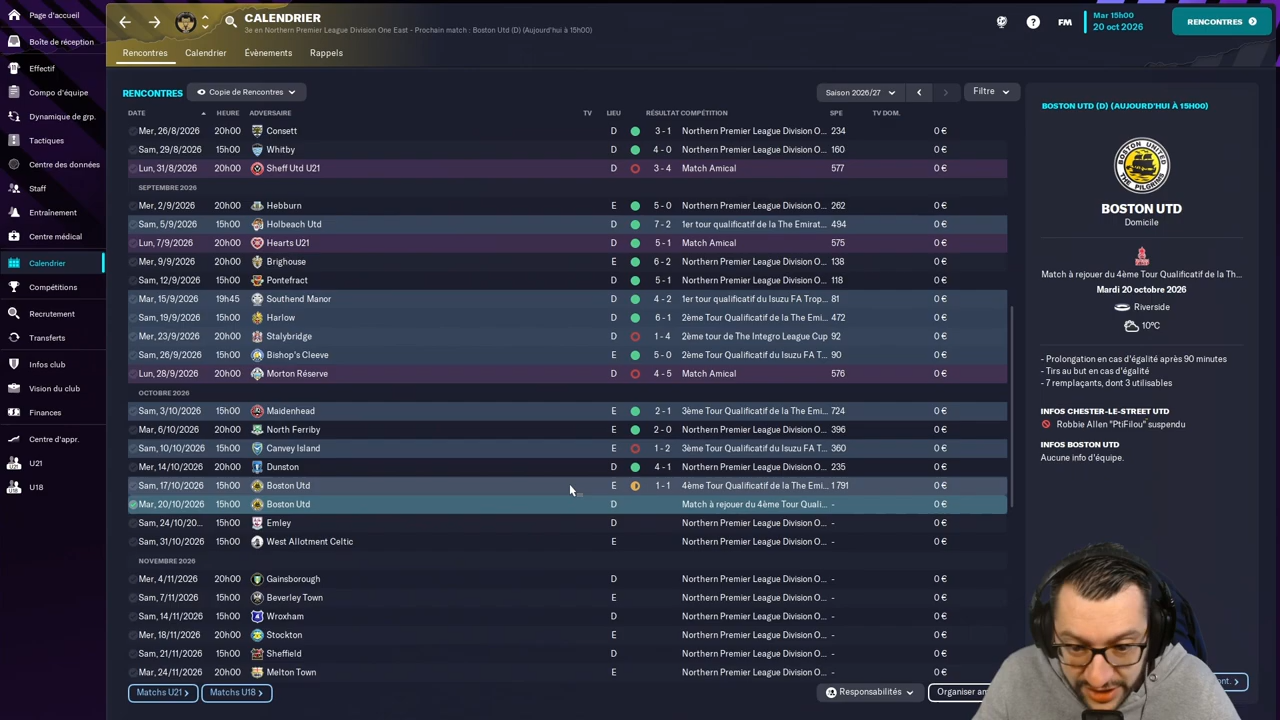 Page d'accueil
Boîte de réception
Effectif
Compo d'équipe
Dynamique de grp.
Tactiques
Centre des données
Staff
Entraînement
Centre médical
Calendrier
Compétitions
Recrutement
Transferts
Infos club
Vision du club
Finances
Centre d'appr.
U21
U18
CALENDRIER
3e en Northern Premier League Division One East - Prochain match : Boston Utd (D) (Aujourd'hui à 15h00)
FM
Mar 15h00
20 oct 2026
RENCONTRES
Rencontres Calendrier Évènements Rappels
RENCONTRES Copie de Rencontres Saison 2026/27 Filtre
DATE HEURE ADVERSAIRE TV LIEU RÉSULTAT COMPÉTITION SPE TV DOM.
Mer, 26/8/2026 20h00 Consett D 3 - 1 Northern Premier League Division O... 234 0 €
Sam, 29/8/2026 15h00 Whitby D 4 - 0 Northern Premier League Division O... 160 0 €
Lun, 31/8/2026 20h00 Sheff Utd U21 D 3 - 4 Match Amical 577 0 €
SEPTEMBRE 2026
Mer, 2/9/2026 20h00 Hebburn E 5 - 0 Northern Premier League Division O... 262 0 €
Sam, 5/9/2026 15h00 Holbeach Utd D 7 - 2 1er tour qualificatif de la The Emirat... 494 0 €
Lun, 7/9/2026 20h00 Hearts U21 D 5 - 1 Match Amical 575 0 €
Mer, 9/9/2026 20h00 Brighouse E 6 - 2 Northern Premier League Division O... 138 0 €
Sam, 12/9/2026 15h00 Pontefract D 5 - 1 Northern Premier League Division O... 118 0 €
Mar, 15/9/2026 19h45 Southend Manor D 4 - 2 1er tour qualificatif du Isuzu FA Trop... 81 0 €
Sam, 19/9/2026 15h00 Harlow D 6 - 1 2ème Tour Qualificatif de la The Emi... 472 0 €
Mer, 23/9/2026 20h00 Stalybridge D 1 - 4 2ème tour de The Integro League Cup 92 0 €
Sam, 26/9/2026 15h00 Bishop's Cleeve E 5 - 0 2ème Tour Qualificatif du Isuzu FA T... 90 0 €
Lun, 28/9/2026 20h00 Morton Réserve D 4 - 5 Match Amical 576 0 €
OCTOBRE 2026
Sam, 3/10/2026 15h00 Maidenhead E 2 - 1 3ème Tour Qualificatif de la The Emi... 724 0 €
Mar, 6/10/2026 20h00 North Ferriby E 2 - 0 Northern Premier League Division O... 396 0 €
Sam, 10/10/2026 15h00 Canvey Island E 1 - 2 3ème Tour Qualificatif du Isuzu FA T... 360 0 €
Mer, 14/10/2026 20h00 Dunston D 4 - 1 Northern Premier League Division O... 235 0 €
Sam, 17/10/2026 15h00 Boston Utd E 1 - 1 4ème Tour Qualificatif de la The Emi... 1 791 0 €
Mar, 20/10/2026 15h00 Boston Utd D Match à rejouer du 4ème Tour Quali... - 0 €
Sam, 24/10/20... 15h00 Emley D Northern Premier League Division O... - 0 €
Sam, 31/10/2026 15h00 West Allotment Celtic E Northern Premier League Division O... - 0 €
NOVEMBRE 2026
Mer, 4/11/2026 20h00 Gainsborough D Northern Premier League Division O... - 0 €
Sam, 7/11/2026 15h00 Beverley Town E Northern Premier League Division O... - 0 €
Sam, 14/11/2026 15h00 Wroxham D Northern Premier League Division O... - 0 €
Mer, 18/11/2026 20h00 Stockton E Northern Premier League Division O... - 0 €
Sam, 21/11/2026 15h00 Sheffield D Northern Premier League Division O... - 0 €
Mar, 24/11/2026 20h00 Melton Town E Northern Premier League Division O... - 0 €
Matchs U21 Matchs U18 Responsabilités Organiser
BOSTON UTD (D) (AUJOURD'HUI À 15H00)
BOSTON UNITED
THE PILGRIMS
BOSTON UTD
Domicile
Match à rejouer du 4ème Tour Qualificatif de la Th...
Mardi 20 octobre 2026
Riverside
10°C
- Prolongation en cas d'égalité après 90 minutes
- Tirs au but en cas d'égalité
- 7 remplaçants, dont 3 utilisables
INFOS CHESTER-LE-STREET UTD
Robbie Allen "PtiFilou" suspendu
INFOS BOSTON UTD
Aucune info d'équipe.